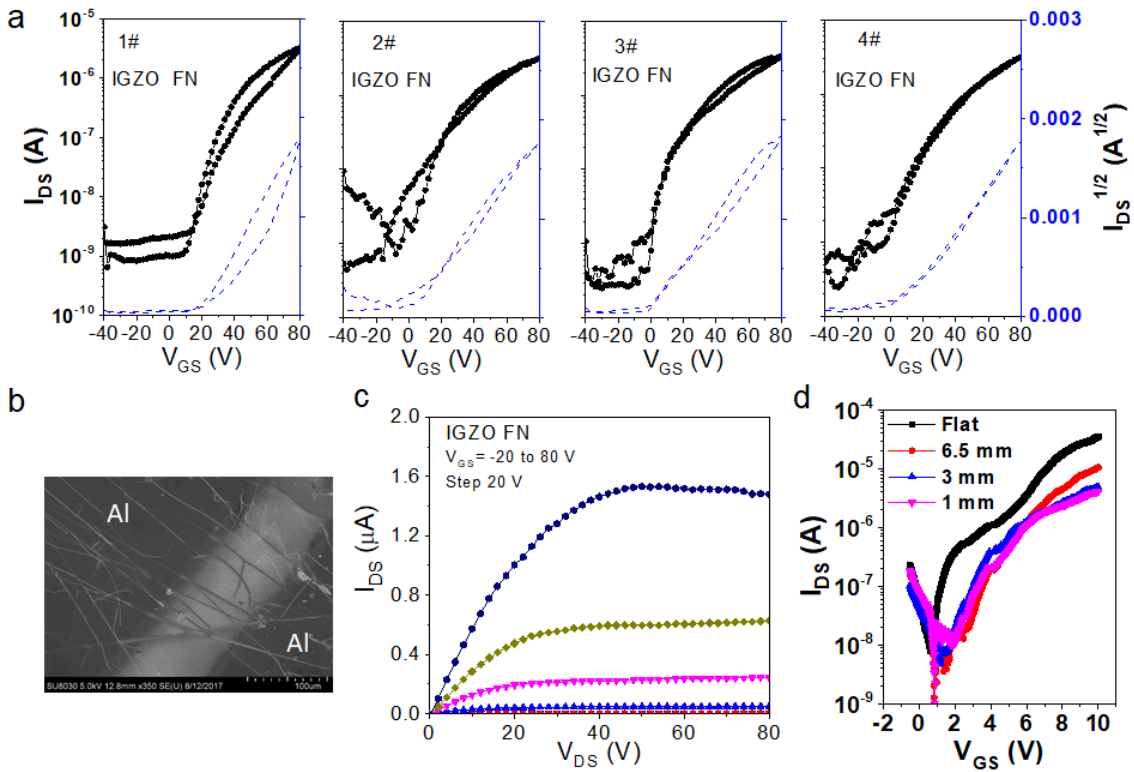 a
10⁻⁵
10⁻⁶
10⁻⁷
10⁻⁸
10⁻⁹
10⁻¹⁰
I_DS (A)
1#
IGZO FN
-40 -20 0 20 40 60 80
V_GS (V)
2#
IGZO FN
-40 -20 0 20 40 60 80
V_GS (V)
3#
IGZO FN
-40 -20 0 20 40 60 80
V_GS (V)
4#
IGZO FN
-40 -20 0 20 40 60 80
V_GS (V)
0.003
0.002
0.001
0.000
I_DS^1/2 (A^1/2)
b
Al
Al
SU8030 5.0kV 12.8mm x350 SE(U) 8/12/2017
100um
c
2.0
1.6
1.2
0.8
0.4
0.0
I_DS (μA)
IGZO FN
V_GS= -20 to 80 V
Step 20 V
0 20 40 60 80
V_DS (V)
d
10⁻⁴
10⁻⁵
10⁻⁶
10⁻⁷
10⁻⁸
10⁻⁹
I_DS (A)
Flat
6.5 mm
3 mm
1 mm
-2 0 2 4 6 8 10
V_GS (V)